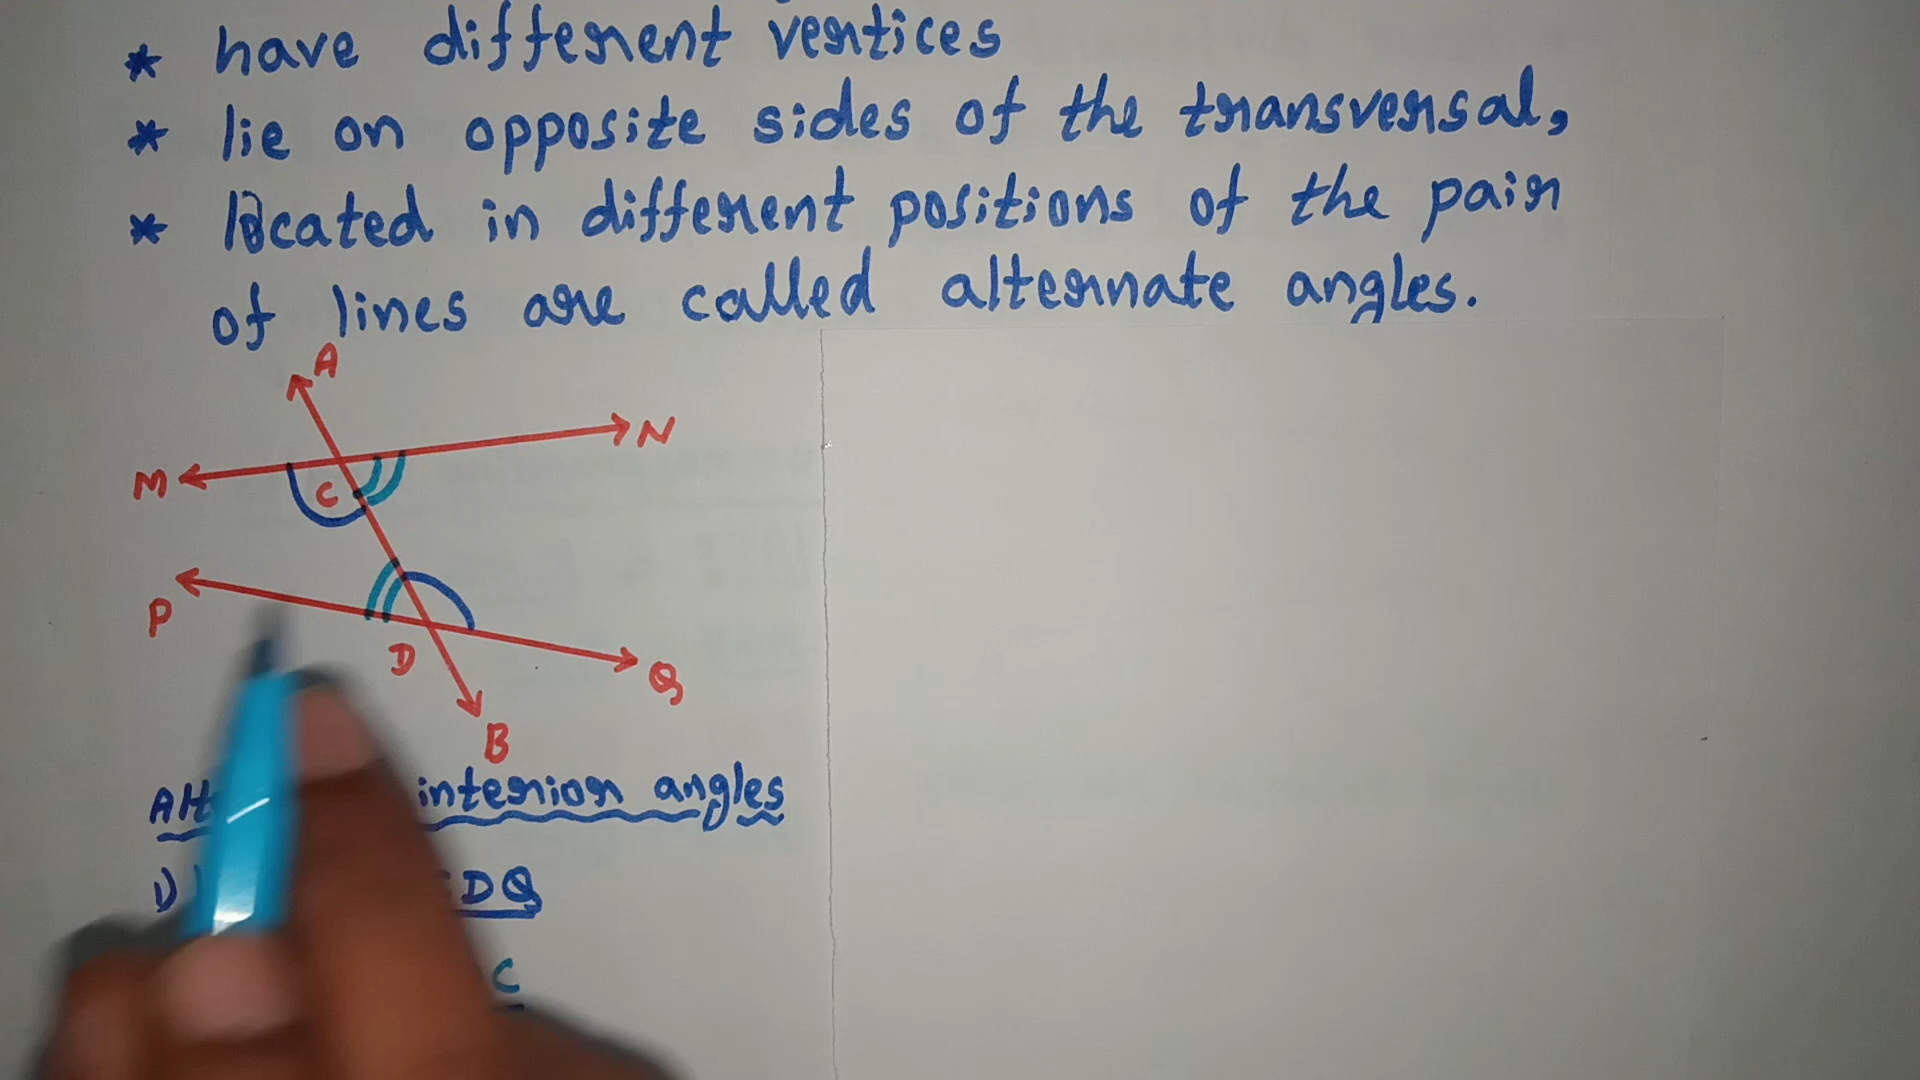 * have different vertices
* lie on opposite sides of the transversal,
* located in different positions of the pair
of lines are called alternate angles.
A
N
M
C
P
D
Q
B
interior angles
1) DQ
C